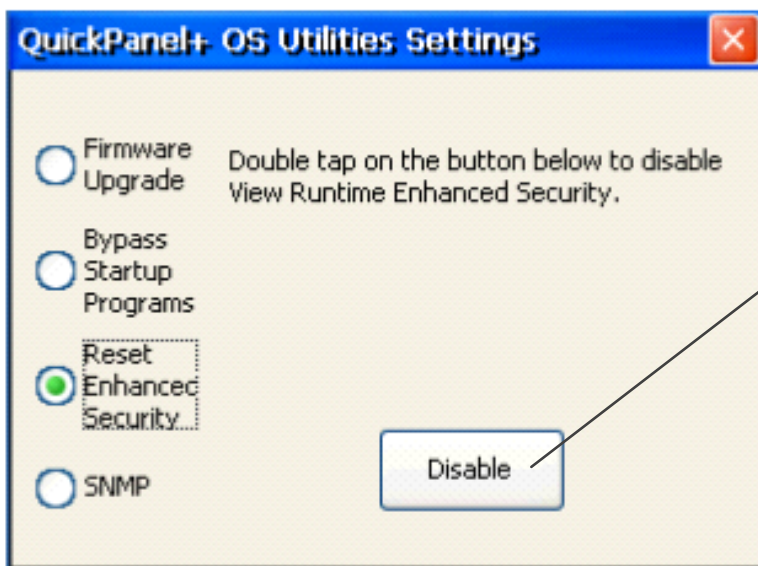 QuickPanel+ OS Utilities Settings
Firmware
Upgrade
Double tap on the button below to disable
View Runtime Enhanced Security.
Bypass
Startup
Programs
Reset
Enhanced
Security
SNMP
Disable